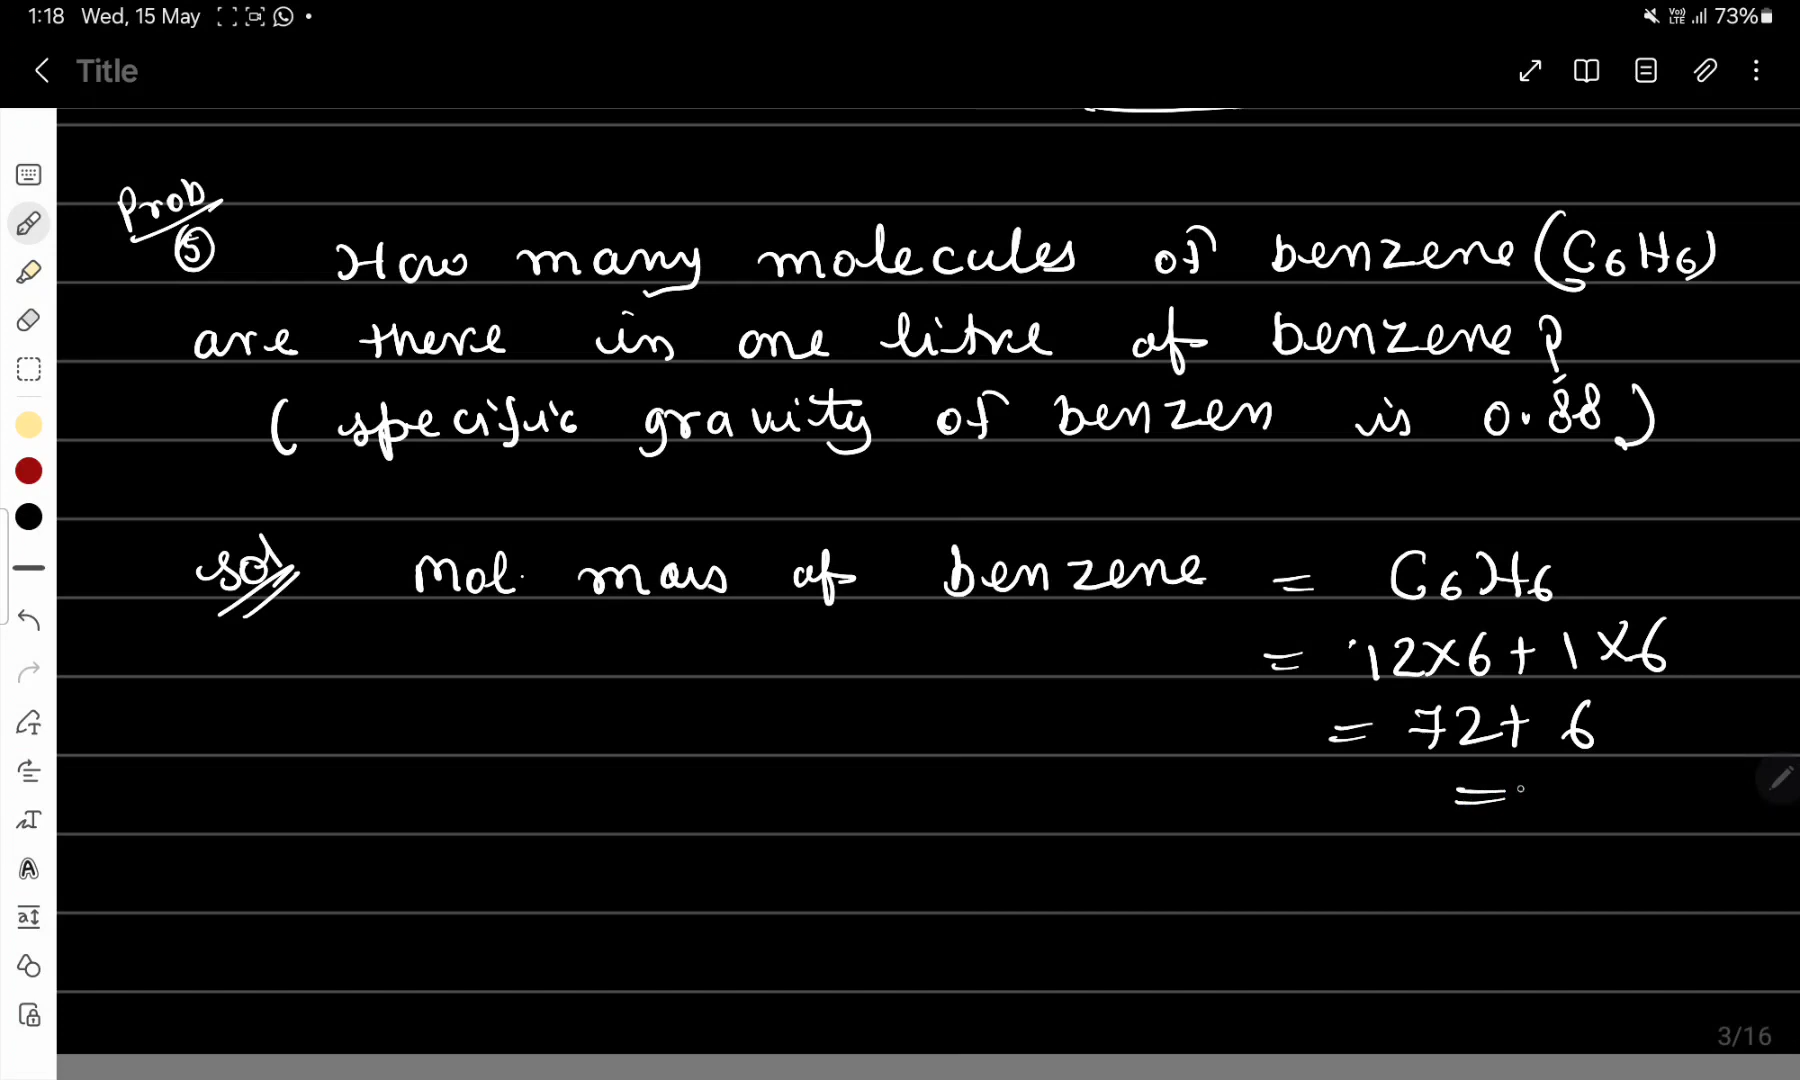 1:18 Wed, 15 May
Vo)) LTE 73%
Title
Prob
5 How many molecules of benzene (C6H6)
are there in one litre of benzene?
( specific gravity of benzen is 0.88)
Sol Mol. mass of benzene = C6H6
= 12×6 + 1×6
= 72 + 6
=
3/16